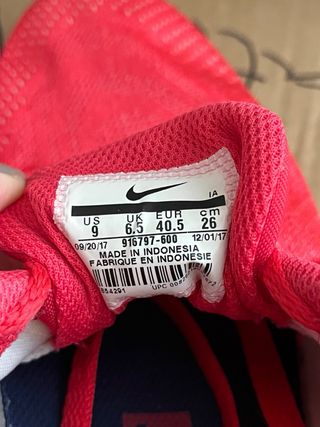 IA
US UK EUR cm
9 6.5 40.5 26
09/20/17 916797-600 12/01/17
MADE IN INDONESIA
FABRIQUE EN INDONESIE
UPC